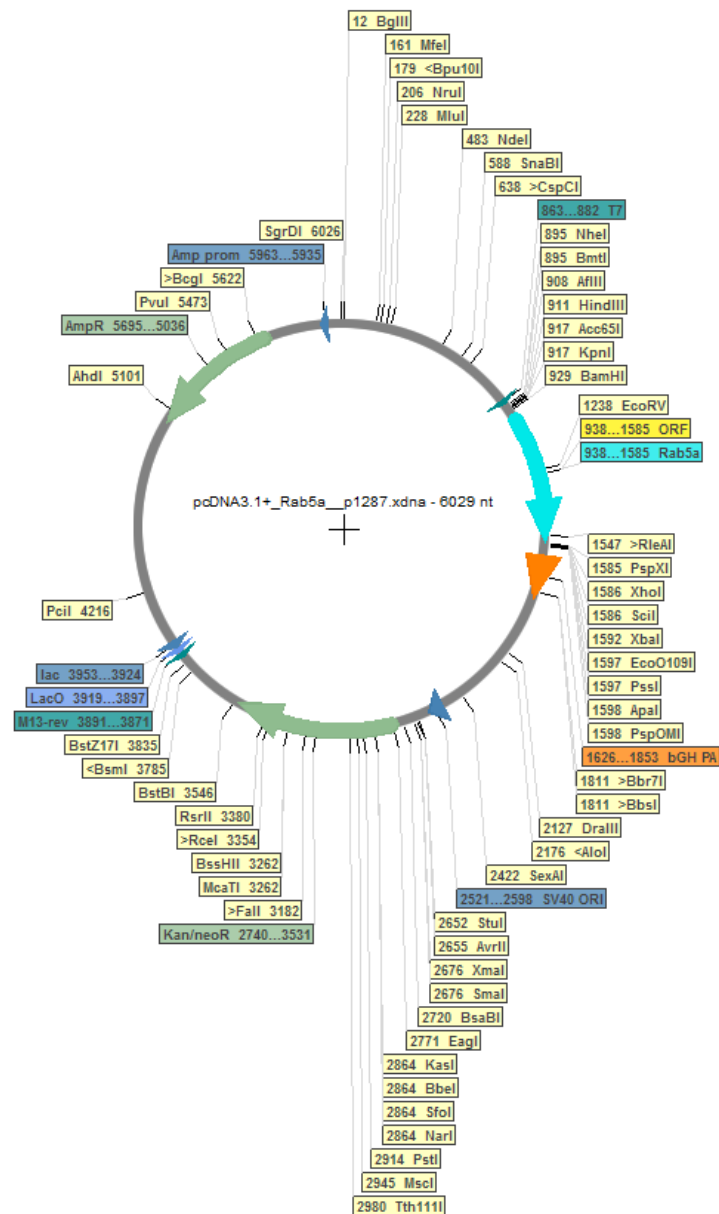 12 BglII
161 MfeI
179 <Bpu10I
206 NruI
228 MluI
483 NdeI
588 SnaBI
638 >CspCI
863...882 T7
895 NheI
895 BmtI
908 AflII
911 HindIII
917 Acc65I
917 KpnI
929 BamHI
1238 EcoRV
938...1585 ORF
938...1585 Rab5a
1547 >RleAI
1585 PspXI
1586 XhoI
1586 SciI
1592 XbaI
1597 EcoO109I
1597 PssI
1598 ApaI
1598 PspOMI
1626...1853 bGH PA
1811 >Bbr7I
1811 >BbsI
2127 DraIII
2176 <AloI
2422 SexAI
2521...2598 SV40 ORI
2652 StuI
2655 AvrII
2676 XmaI
2676 SmaI
2720 BsaBI
2771 EagI
2864 KasI
2864 BbeI
2864 SfoI
2864 NarI
2914 PstI
2945 MscI
2980 Tth111I
Kan/neoR 2740...3531
>FalI 3182
McaTI 3262
BssHII 3262
>RceI 3354
RsrII 3380
BstBI 3546
<BsmI 3785
BstZ17I 3835
M13-rev 3891...3871
LacO 3919...3897
lac 3953...3924
PciI 4216
AhdI 5101
AmpR 5695...5036
PvuI 5473
>BcgI 5622
Amp prom 5963...5935
SgrDI 6026
pcDNA3.1+_Rab5a__p1287.xdna - 6029 nt